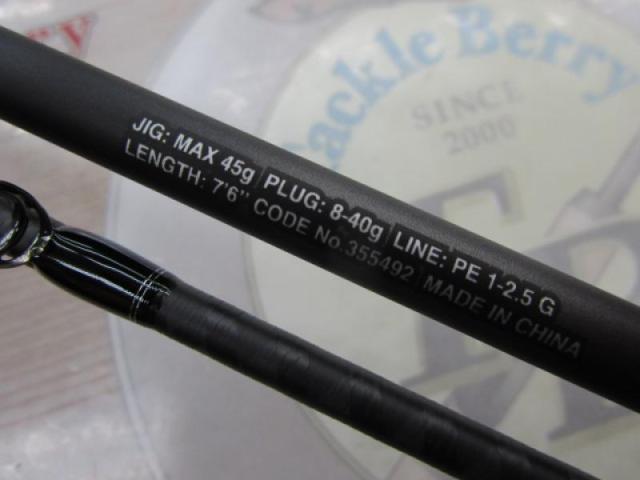 Tackle Berry
SINCE
2000
JIG: MAX 45g PLUG: 8-40g LINE: PE 1-2.5 G
LENGTH: 7'6" CODE No.355492 MADE IN CHINA